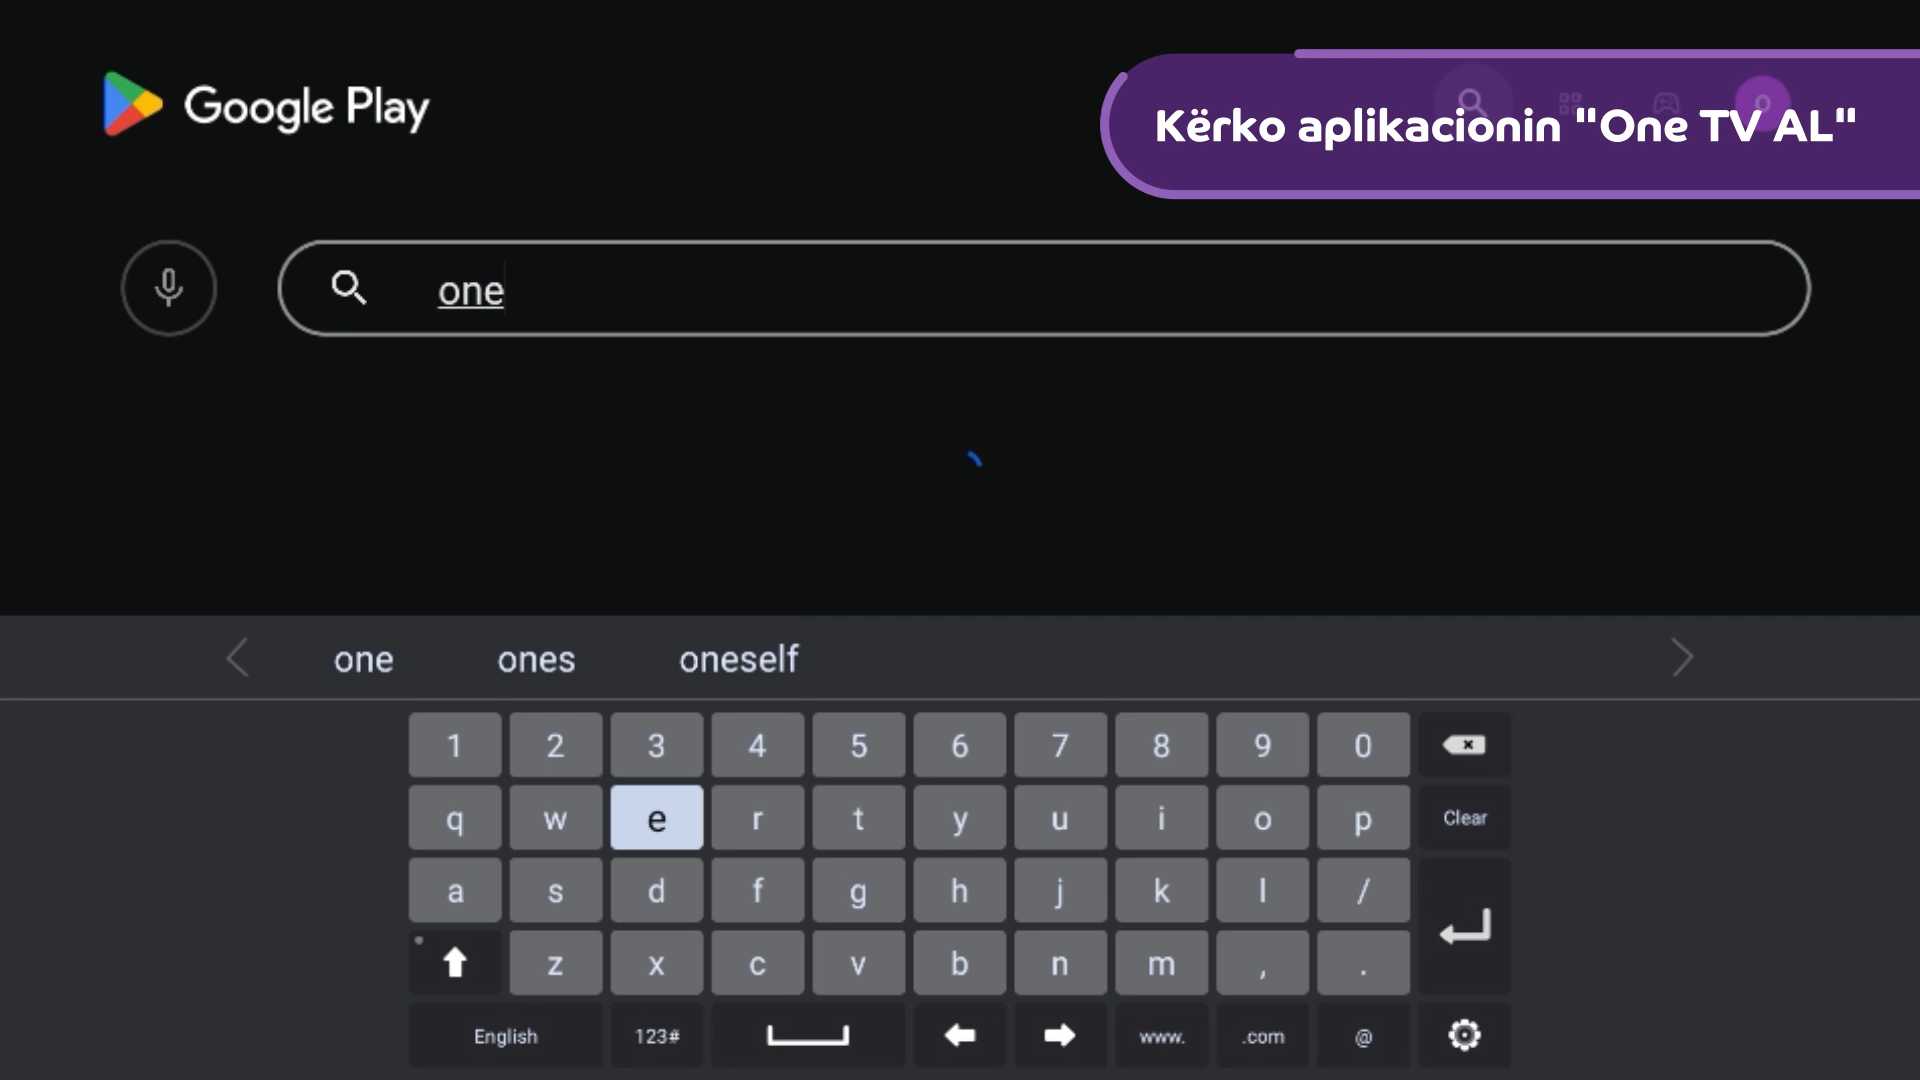 Google Play
Kërko aplikacionin "One TV AL"
one
one ones oneself
1 2 3 4 5 6 7 8 9 0
q w e r t y u i o p Clear
a s d f g h j k l /
z x c v b n m , .
English 123# www. .com @